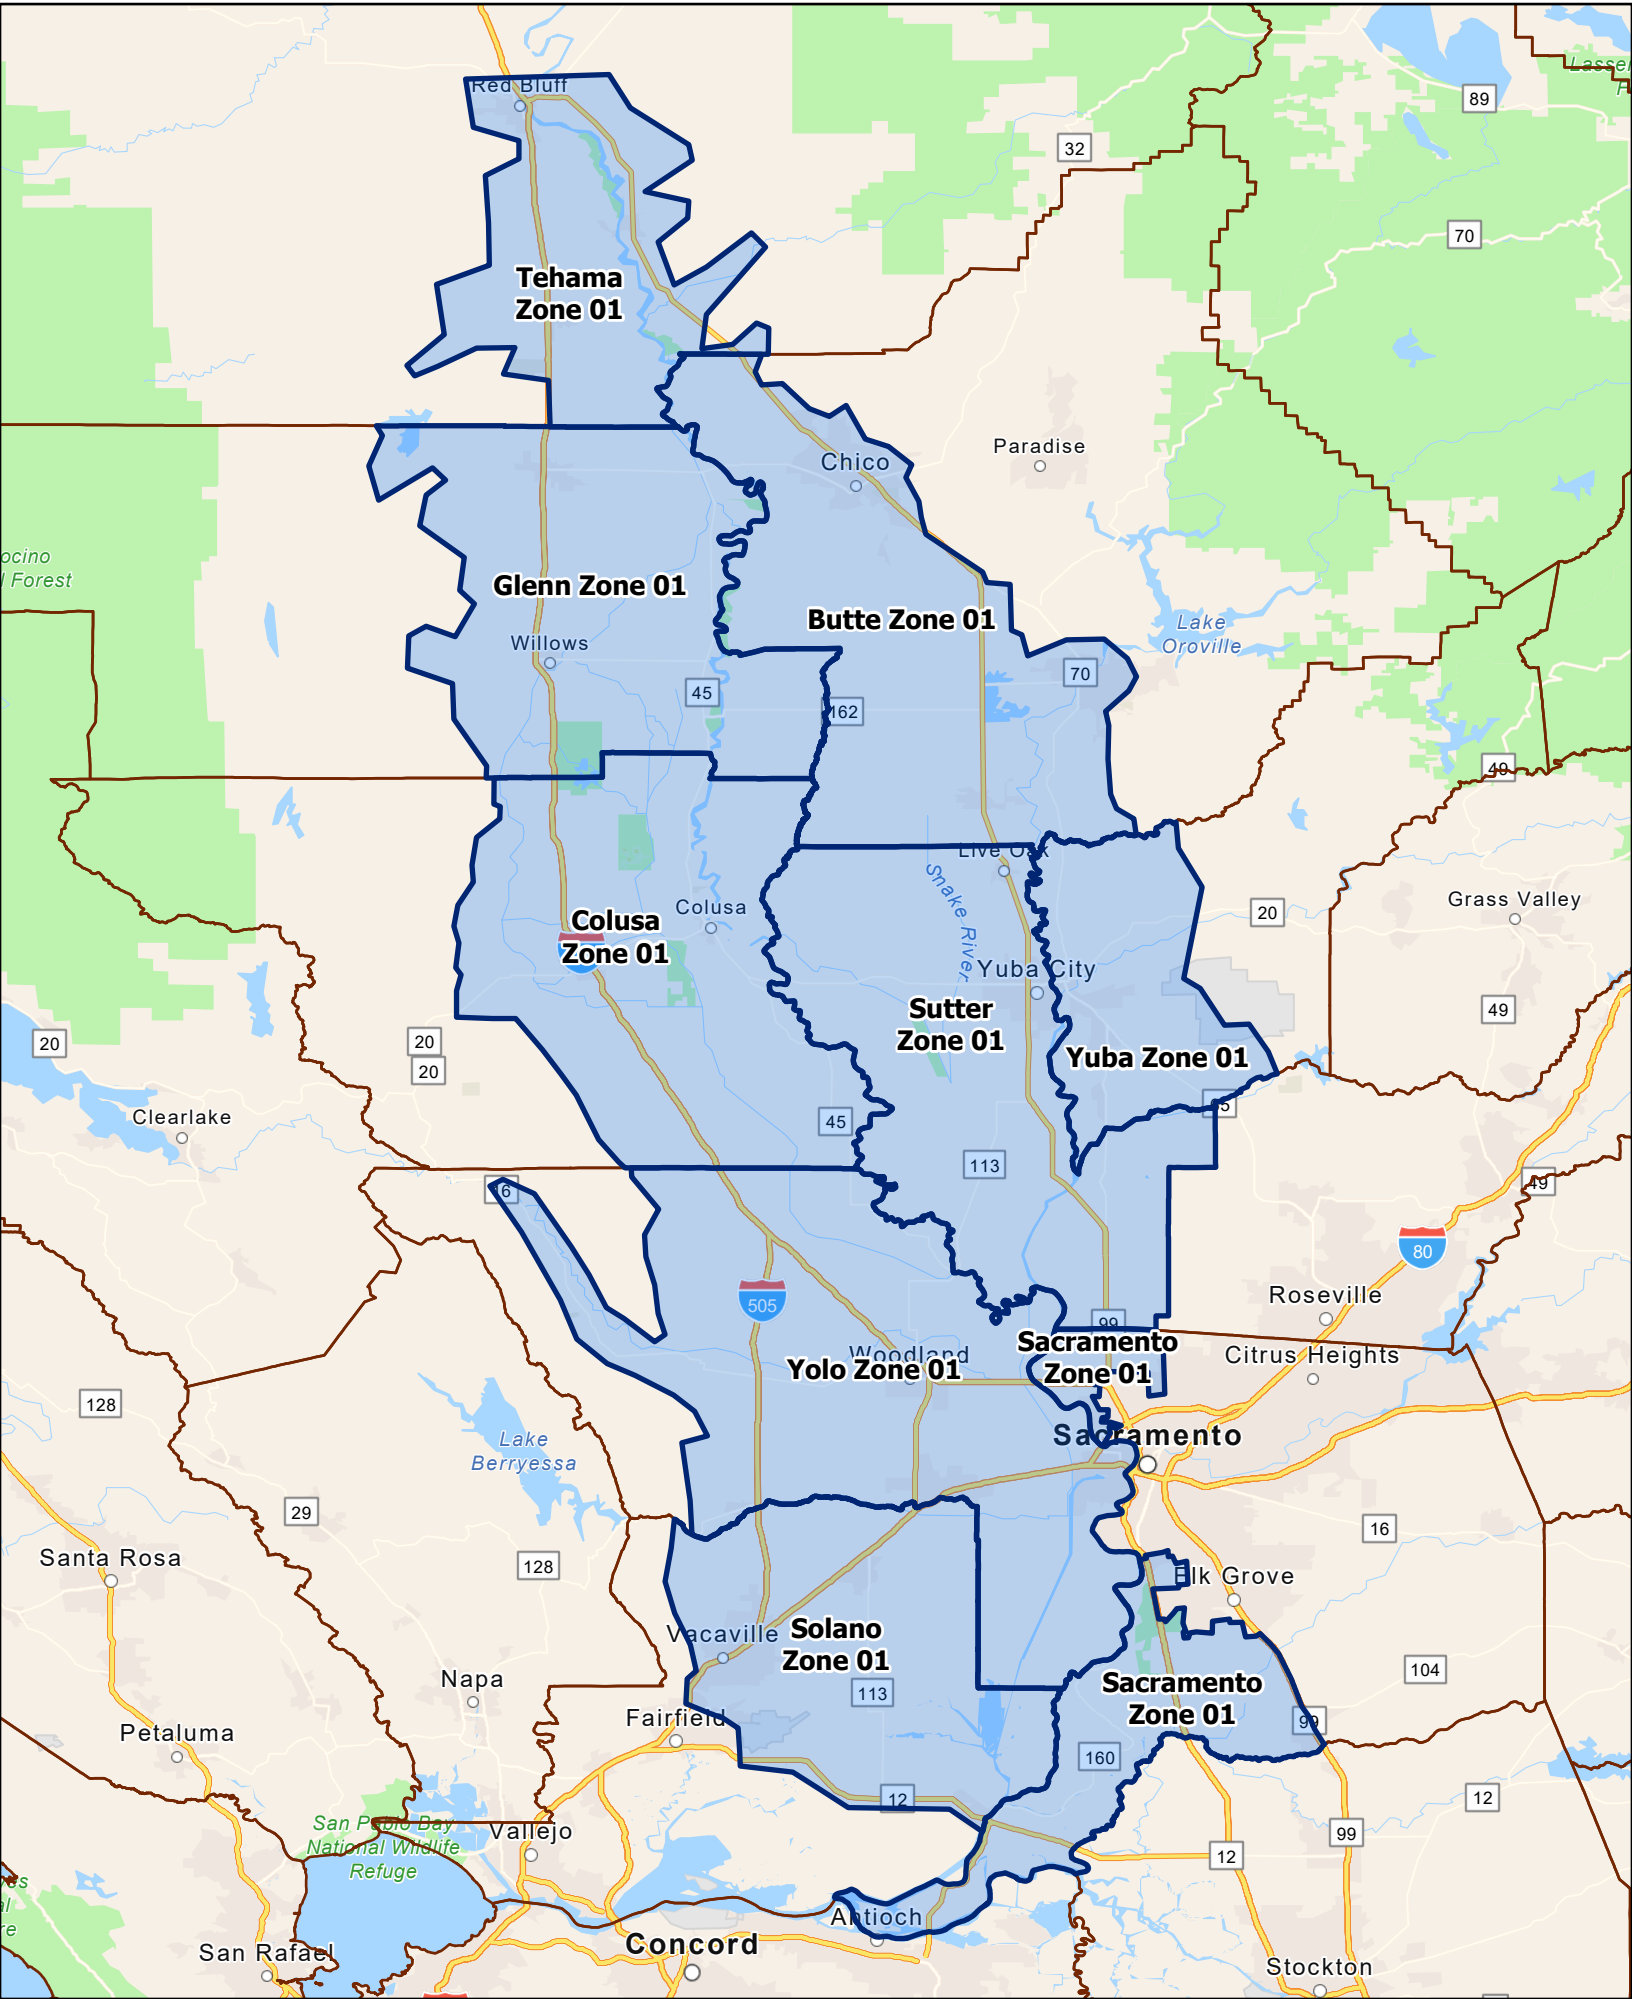 Red Bluff
Lassen
F
89
32
70
Tehama
Zone 01
Paradise
Chico
ocino
l Forest
Glenn Zone 01
Butte Zone 01
Lake
Oroville
Willows
70
45
162
49
Live Oak
Snake River
Grass Valley
Colusa
20
Colusa
Zone 01
Yuba City
Sutter
Zone 01
49
20
20
20
Yuba Zone 01
Clearlake
45
113
49
16
80
505
Roseville
99
Sacramento
Zone 01
Woodland
Yolo Zone 01
Citrus Heights
128
Lake
Berryessa
Sacramento
29
16
Santa Rosa
128
Elk Grove
Vacaville
Solano
Zone 01
104
Napa
113
Sacramento
Zone 01
Fairfield
99
Petaluma
160
12
12
San Pablo Bay
National Wildlife
Refuge
Vallejo
99
12
Antioch
Concord
San Rafael
Stockton